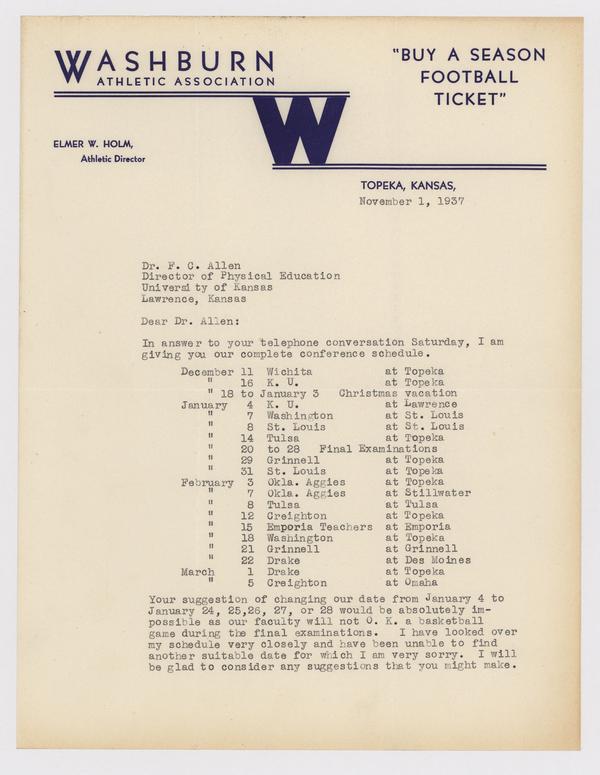 WASHBURN
ATHLETIC ASSOCIATION
"BUY A SEASON
FOOTBALL
TICKET"
W
ELMER W. HOLM,
Athletic Director
TOPEKA, KANSAS,
November 1, 1937
Dr. F. C. Allen
Director of Physical Education
University of Kansas
Lawrence, Kansas
Dear Dr. Allen:
In answer to your telephone conversation Saturday, I am
giving you our complete conference schedule.
December 11 Wichita at Topeka
" 16 K. U. at Topeka
" 18 to January 3 Christmas vacation
January 4 K. U. at Lawrence
" 7 Washington at St. Louis
" 8 St. Louis at St. Louis
" 14 Tulsa at Topeka
" 20 to 28 Final Examinations
" 29 Grinnell at Topeka
" 31 St. Louis at Topeka
February 3 Okla. Aggies at Topeka
" 7 Okla. Aggies at Stillwater
" 8 Tulsa at Tulsa
" 12 Creighton at Topeka
" 15 Emporia Teachers at Emporia
" 18 Washington at Topeka
" 21 Grinnell at Grinnell
" 22 Drake at Des Moines
March 1 Drake at Topeka
" 5 Creighton at Omaha
Your suggestion of changing our date from January 4 to
January 24, 25,26, 27, or 28 would be absolutely im-
possible as our faculty will not O. K. a basketball
game during the final examinations. I have looked over
my schedule very closely and have been unable to find
another suitable date for which I am very sorry. I will
be glad to consider any suggestions that you might make.